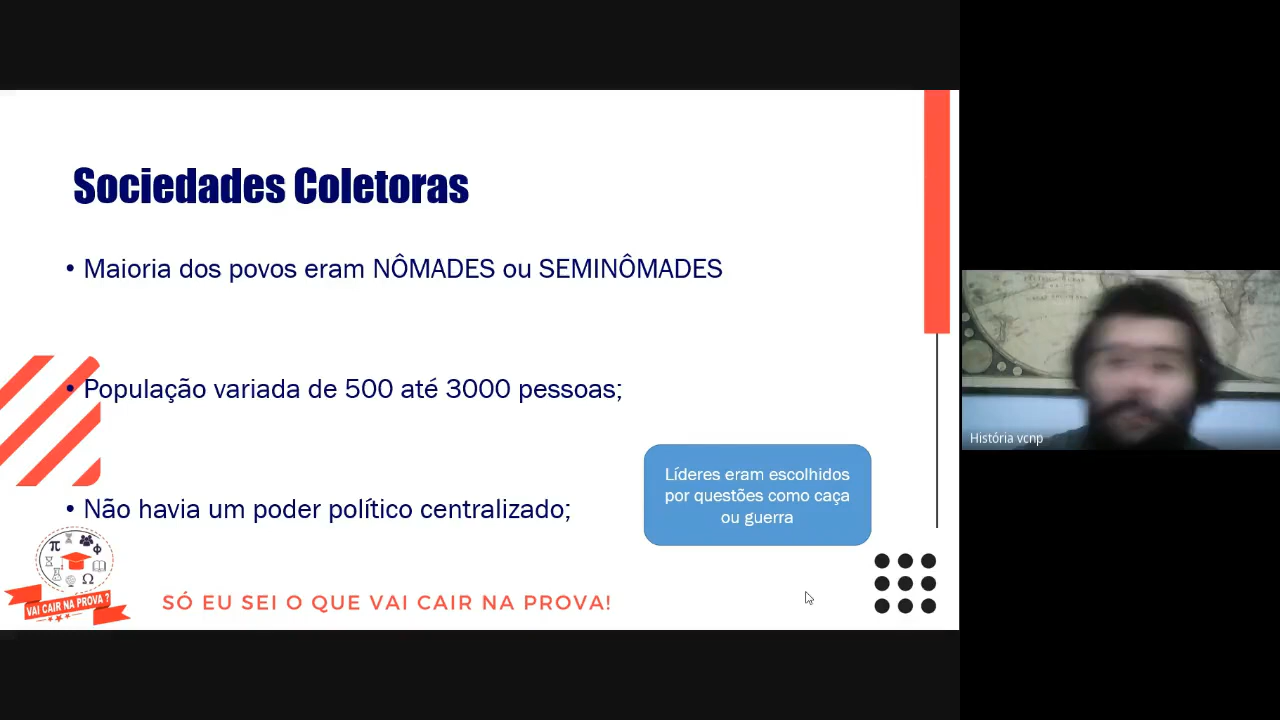 Sociedades Coletoras
• Maioria dos povos eram NÔMADES ou SEMINÔMADES
• População variada de 500 até 3000 pessoas;
• Não havia um poder político centralizado;
Líderes eram escolhidos
por questões como caça
ou guerra
VAI CAIR NA PROVA ?
SÓ EU SEI O QUE VAI CAIR NA PROVA!
História vcnp